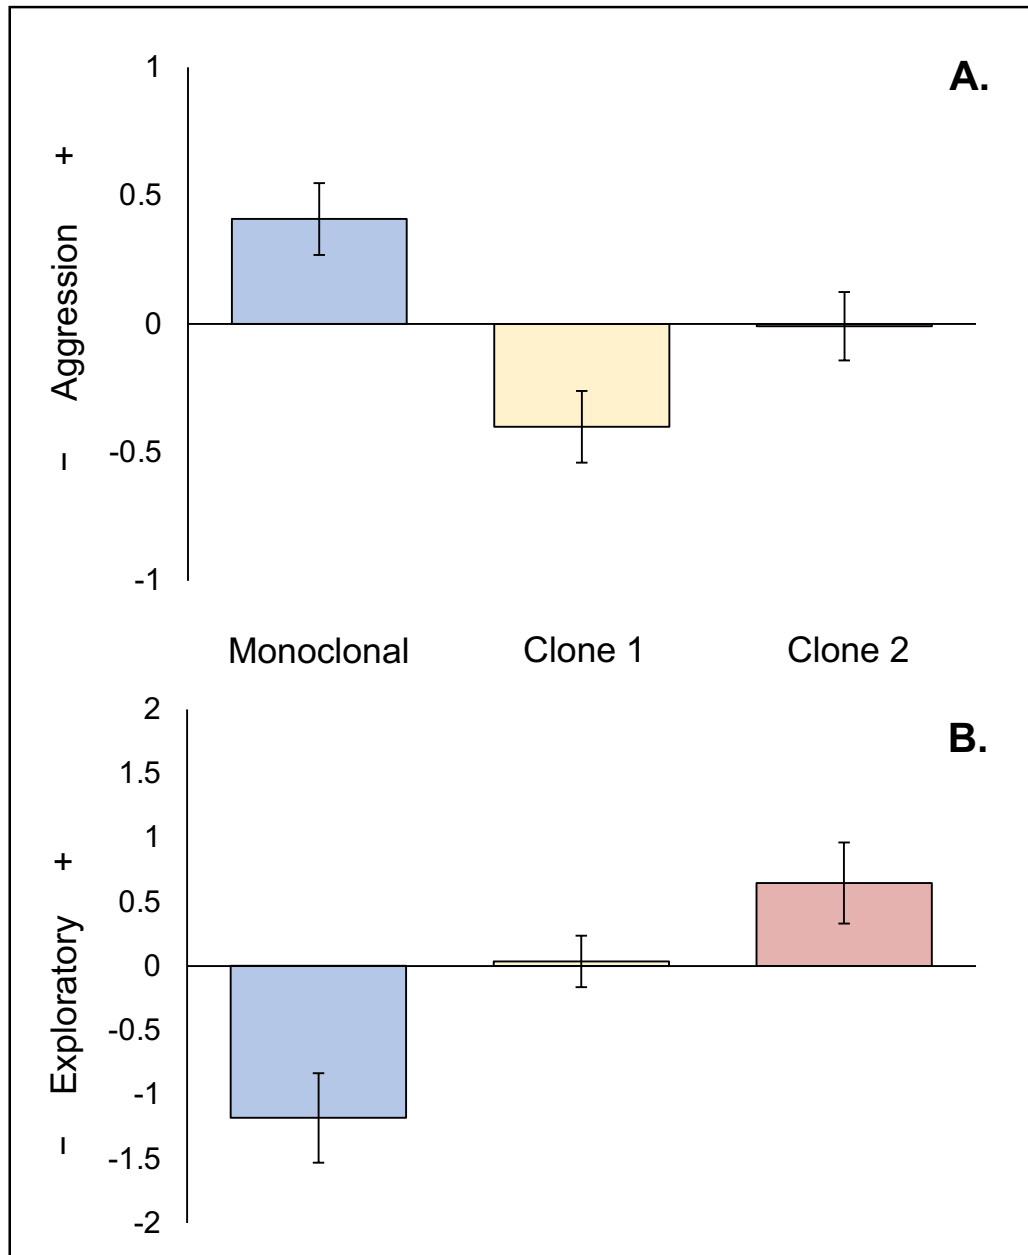 A.
1
0.5
0
-0.5
-1
– Aggression +
Monoclonal Clone 1 Clone 2
B.
2
1.5
1
0.5
0
-0.5
-1
-1.5
-2
– Exploratory +